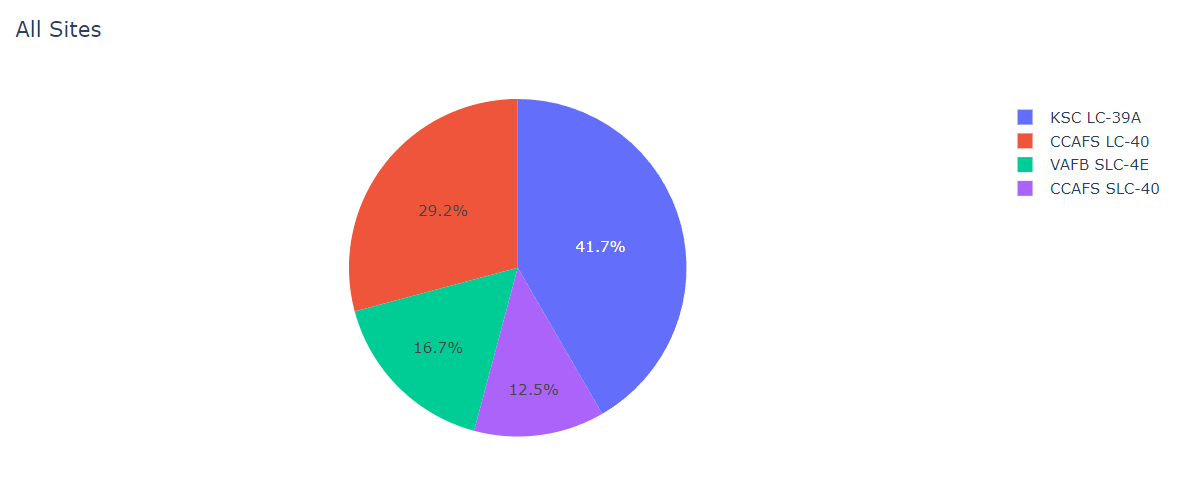 All Sites
KSC LC-39A
CCAFS LC-40
VAFB SLC-4E
CCAFS SLC-40
29.2%
41.7%
16.7%
12.5%